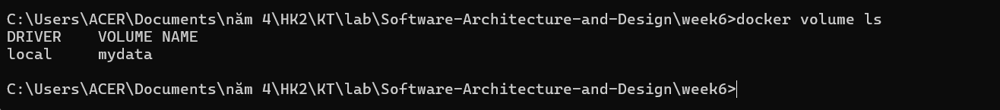 C:\Users\ACER\Documents\năm 4\HK2\KT\lab\Software-Architecture-and-Design\week6>docker volume ls
DRIVER    VOLUME NAME
local     mydata
C:\Users\ACER\Documents\năm 4\HK2\KT\lab\Software-Architecture-and-Design\week6>